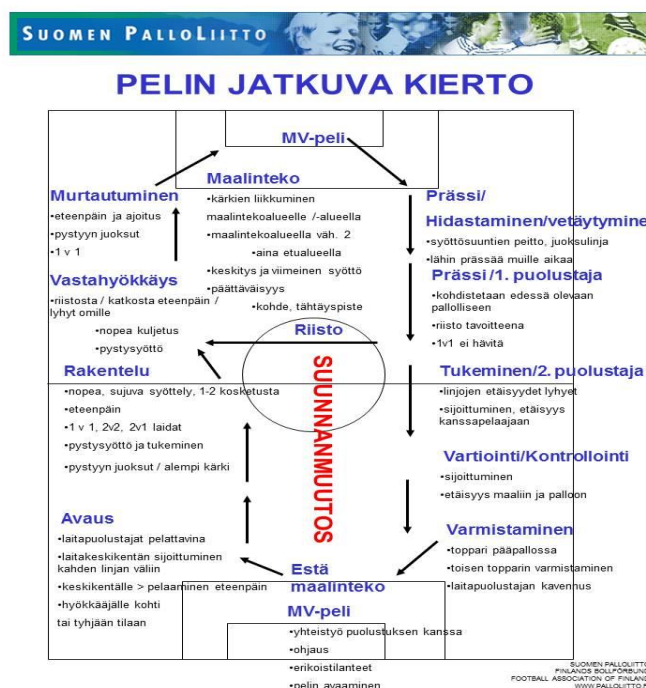 SUOMEN PALLOLIITTO
PELIN JATKUVA KIERTO
MV-peli
Maalinteko
•kärkien liikkuminen
maalintekoalueelle /-alueella
•maalintekoalueella väh. 2
•aina etualueella
•keskitys ja viimeinen syöttö
•päättäväisyys
•kohde, tähtäyspiste
Murtautuminen
•eteenpäin ja ajoitus
•pystyyn juoksut
•1 v 1
Vastahyökkäys
•riistosta / katkosta eteenpäin /
lyhyt omille
•nopea kuljetus
•pystysyöttö
Rakentelu
•nopea, sujuva syöttely, 1-2 kosketusta
•eteenpäin
•1 v 1, 2v2, 2v1 laidat
•pystysyöttö ja tukeminen
•pystyyn juoksut / alempi kärki
Avaus
•laitapuolustajat pelattavina
•laitakeskikentän sijoittuminen
kahden linjan väliin
•keskikentälle > pelaaminen eteenpäin
•hyökkääjälle kohti
tai tyhjään tilaan
Riisto
SUUNNANMUUTOS
Prässi/
Hidastaminen/vetäytymine
•syöttösuuntien peitto, juoksulinja
•lähin prässää muille aikaa
Prässi/1. puolustaja
•kohdistetaan edessä olevaan
pallolliseen
•riisto tavoitteena
•1v1 ei hävitä
Tukeminen/2. puolustaja
•linjojen etäisyydet lyhyet
•sijoittuminen, etäisyys
kanssapelaajaan
Vartiointi/Kontrollointi
•sijoittuminen
•etäisyys maaliin ja palloon
Varmistaminen
•toppari pääpallossa
•toisen topparin varmistaminen
•laitapuolustajan kavennus
Estä
maalinteko
MV-peli
•yhteistyö puolustuksen kanssa
•ohjaus
•erikoistilanteet
•pelin avaaminen
SUOMEN PALLOLIITTO
FINLANDS BOLLFÖRBUND
FOOTBALL ASSOCIATION OF FINLAND
WWW.PALLOLIITTO.F